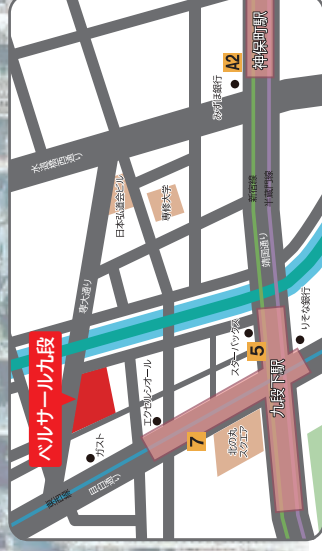 神保町駅
A2
みずほ銀行
水道橋西通り
日本弘道会ビル
専修大学
新宿線
半蔵門線
靖国通り
専大通り
ベルサール九段
スターバックス
りそな銀行
5
九段下駅
エクセルシオール
ガスト
7
北の丸
スクエア
東西線
目白通り